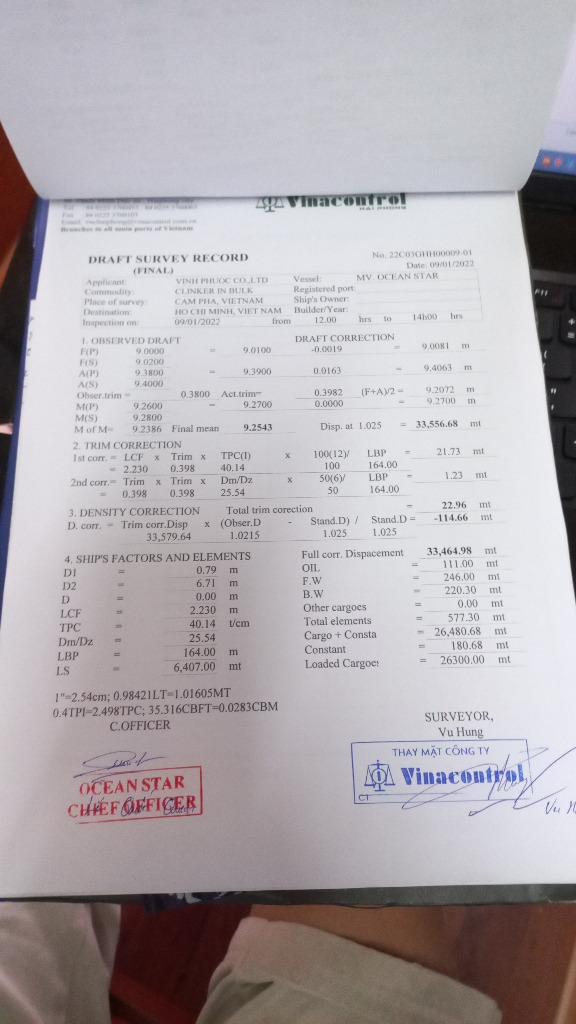 Branches in all main ports of Vietnam
Vinacontrol
HAI PHONG
DRAFT SURVEY RECORD
(FINAL)
No. 22C03GHH00009-01
Date: 09/01/2022
Applicant: VINH PHUOC CO.,LTD Vessel: MV. OCEAN STAR
Commodity: CLINKER IN BULK Registered port:
Place of survey: CAM PHA, VIETNAM Ship's Owner:
Destination: HO CHI MINH, VIET NAM Builder/Year:
Inspection on: 09/01/2022 from 12.00 hrs to 14h00 hrs
1. OBSERVED DRAFT DRAFT CORRECTION
F(P) 9.0000 = 9.0100 -0.0019 = 9.0081 m
F(S) 9.0200
A(P) 9.3800 = 9.3900 0.0163 = 9.4063 m
A(S) 9.4000
Obser.trim = 0.3800 Act.trim= 0.3982 (F+A)/2 = 9.2072 m
M(P) 9.2600 = 9.2700 0.0000 = 9.2700 m
M(S) 9.2800
M of M= 9.2386 Final mean 9.2543 Disp. at 1.025 = 33,556.68 mt
2. TRIM CORRECTION
1st corr. = LCF x Trim x TPC(I) x 100(12)/ LBP = 21.73 mt
= 2.230 0.398 40.14 100 164.00
2nd corr.= Trim x Trim x Dm/Dz x 50(6)/ LBP = 1.23 mt
= 0.398 0.398 25.54 50 164.00
3. DENSITY CORRECTION Total trim corection = 22.96 mt
D. corr. = Trim corr.Disp x (Obser.D - Stand.D) / Stand.D = -114.66 mt
33,579.64 1.0215 1.025 1.025
4. SHIP'S FACTORS AND ELEMENTS Full corr. Dispacement 33,464.98 mt
D1 = 0.79 m OIL = 111.00 mt
D2 = 6.71 m F.W = 246.00 mt
D = 0.00 m B.W = 220.30 mt
LCF = 2.230 m Other cargoes = 0.00 mt
TPC = 40.14 t/cm Total elements = 577.30 mt
Dm/Dz = 25.54 Cargo + Consta = 26,480.68 mt
LBP = 164.00 m Constant = 180.68 mt
LS = 6,407.00 mt Loaded Cargoes = 26300.00 mt
1"=2.54cm; 0.98421LT=1.01605MT
0.4TPI=2.498TPC; 35.316CBFT=0.0283CBM
C.OFFICER
SURVEYOR,
Vu Hung
OCEAN STAR
CHIEF OFFICER
THAY MẶT CÔNG TY
Vinacontrol
C1